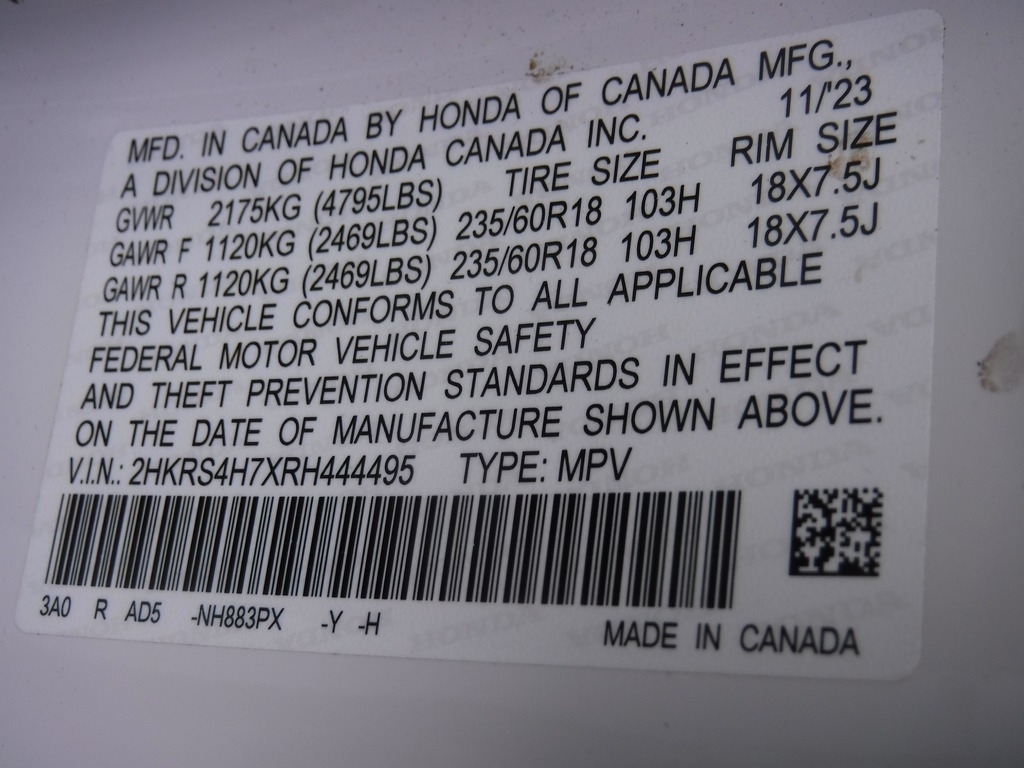 MFD. IN CANADA BY HONDA OF CANADA MFG.,
A DIVISION OF HONDA CANADA INC. 11/'23
GVWR 2175KG (4795LBS) TIRE SIZE RIM SIZE
GAWR F 1120KG (2469LBS) 235/60R18 103H 18X7.5J
GAWR R 1120KG (2469LBS) 235/60R18 103H 18X7.5J
THIS VEHICLE CONFORMS TO ALL APPLICABLE
FEDERAL MOTOR VEHICLE SAFETY
AND THEFT PREVENTION STANDARDS IN EFFECT
ON THE DATE OF MANUFACTURE SHOWN ABOVE.
V.I.N.: 2HKRS4H7XRH444495 TYPE: MPV
3A0 R AD5 -NH883PX -Y -H
MADE IN CANADA